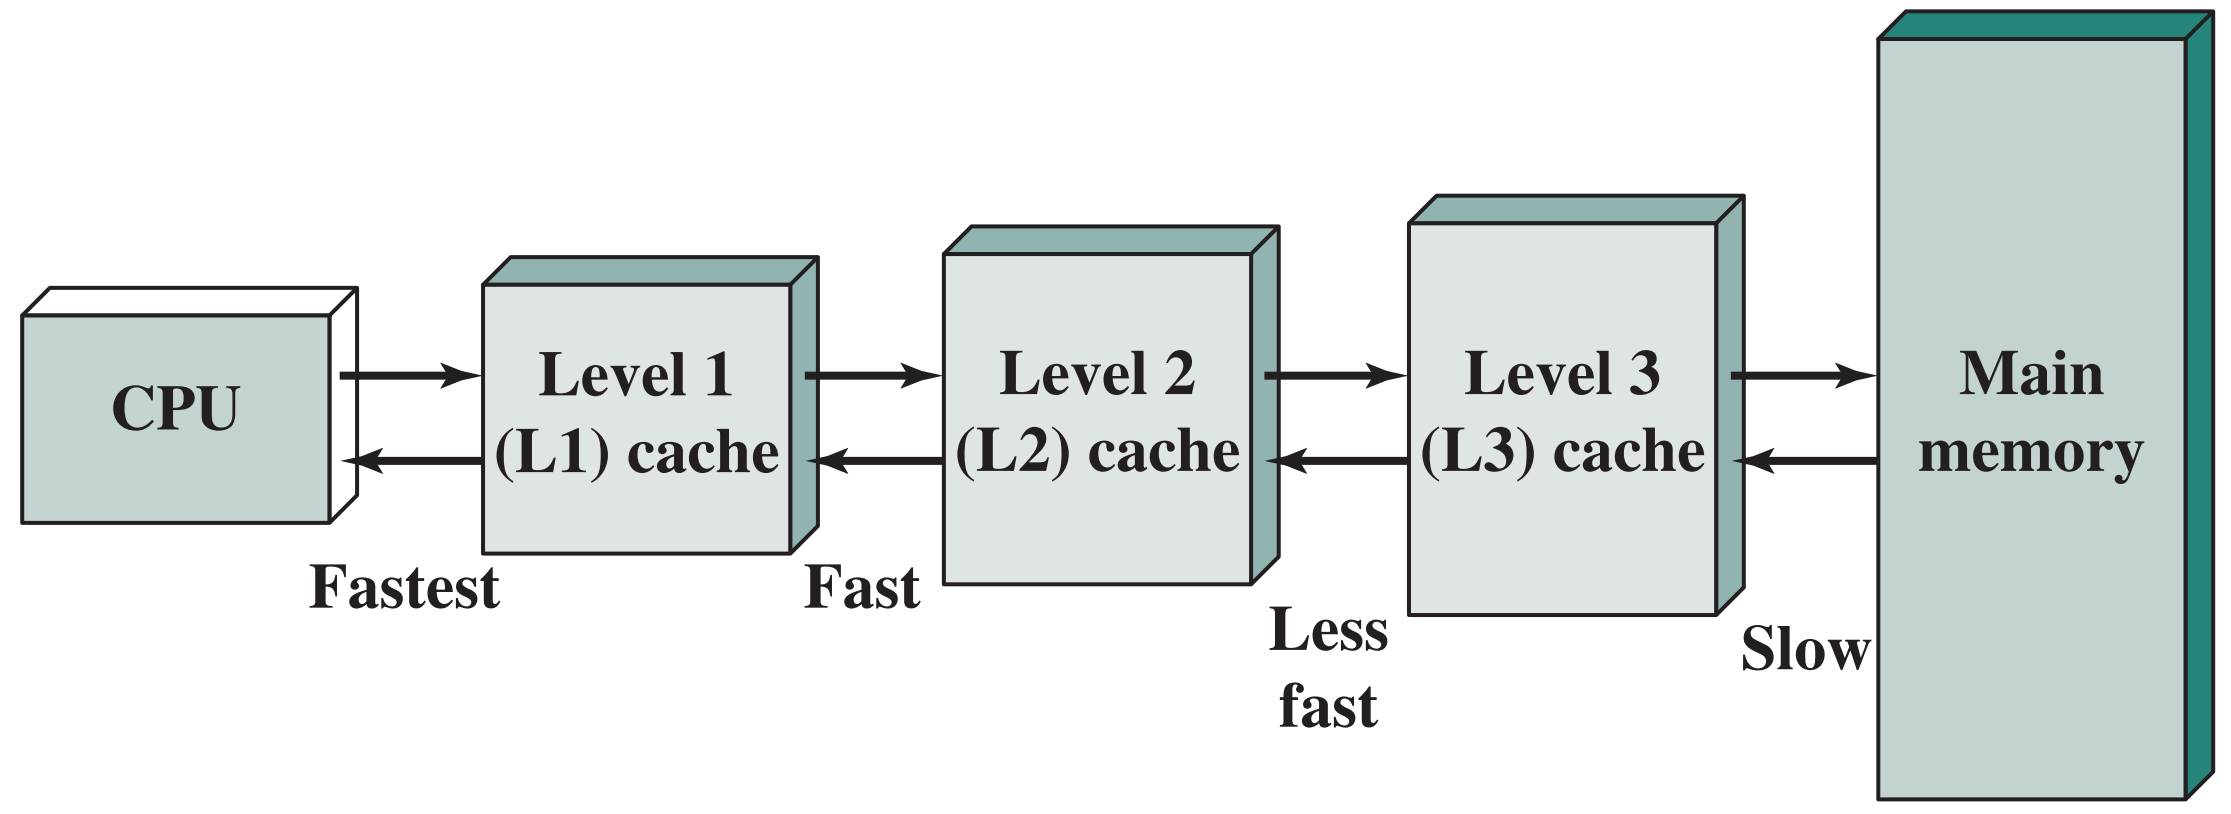 CPU
Level 1
(L1) cache
Level 2
(L2) cache
Level 3
(L3) cache
Main
memory
Fastest
Fast
Less
fast
Slow